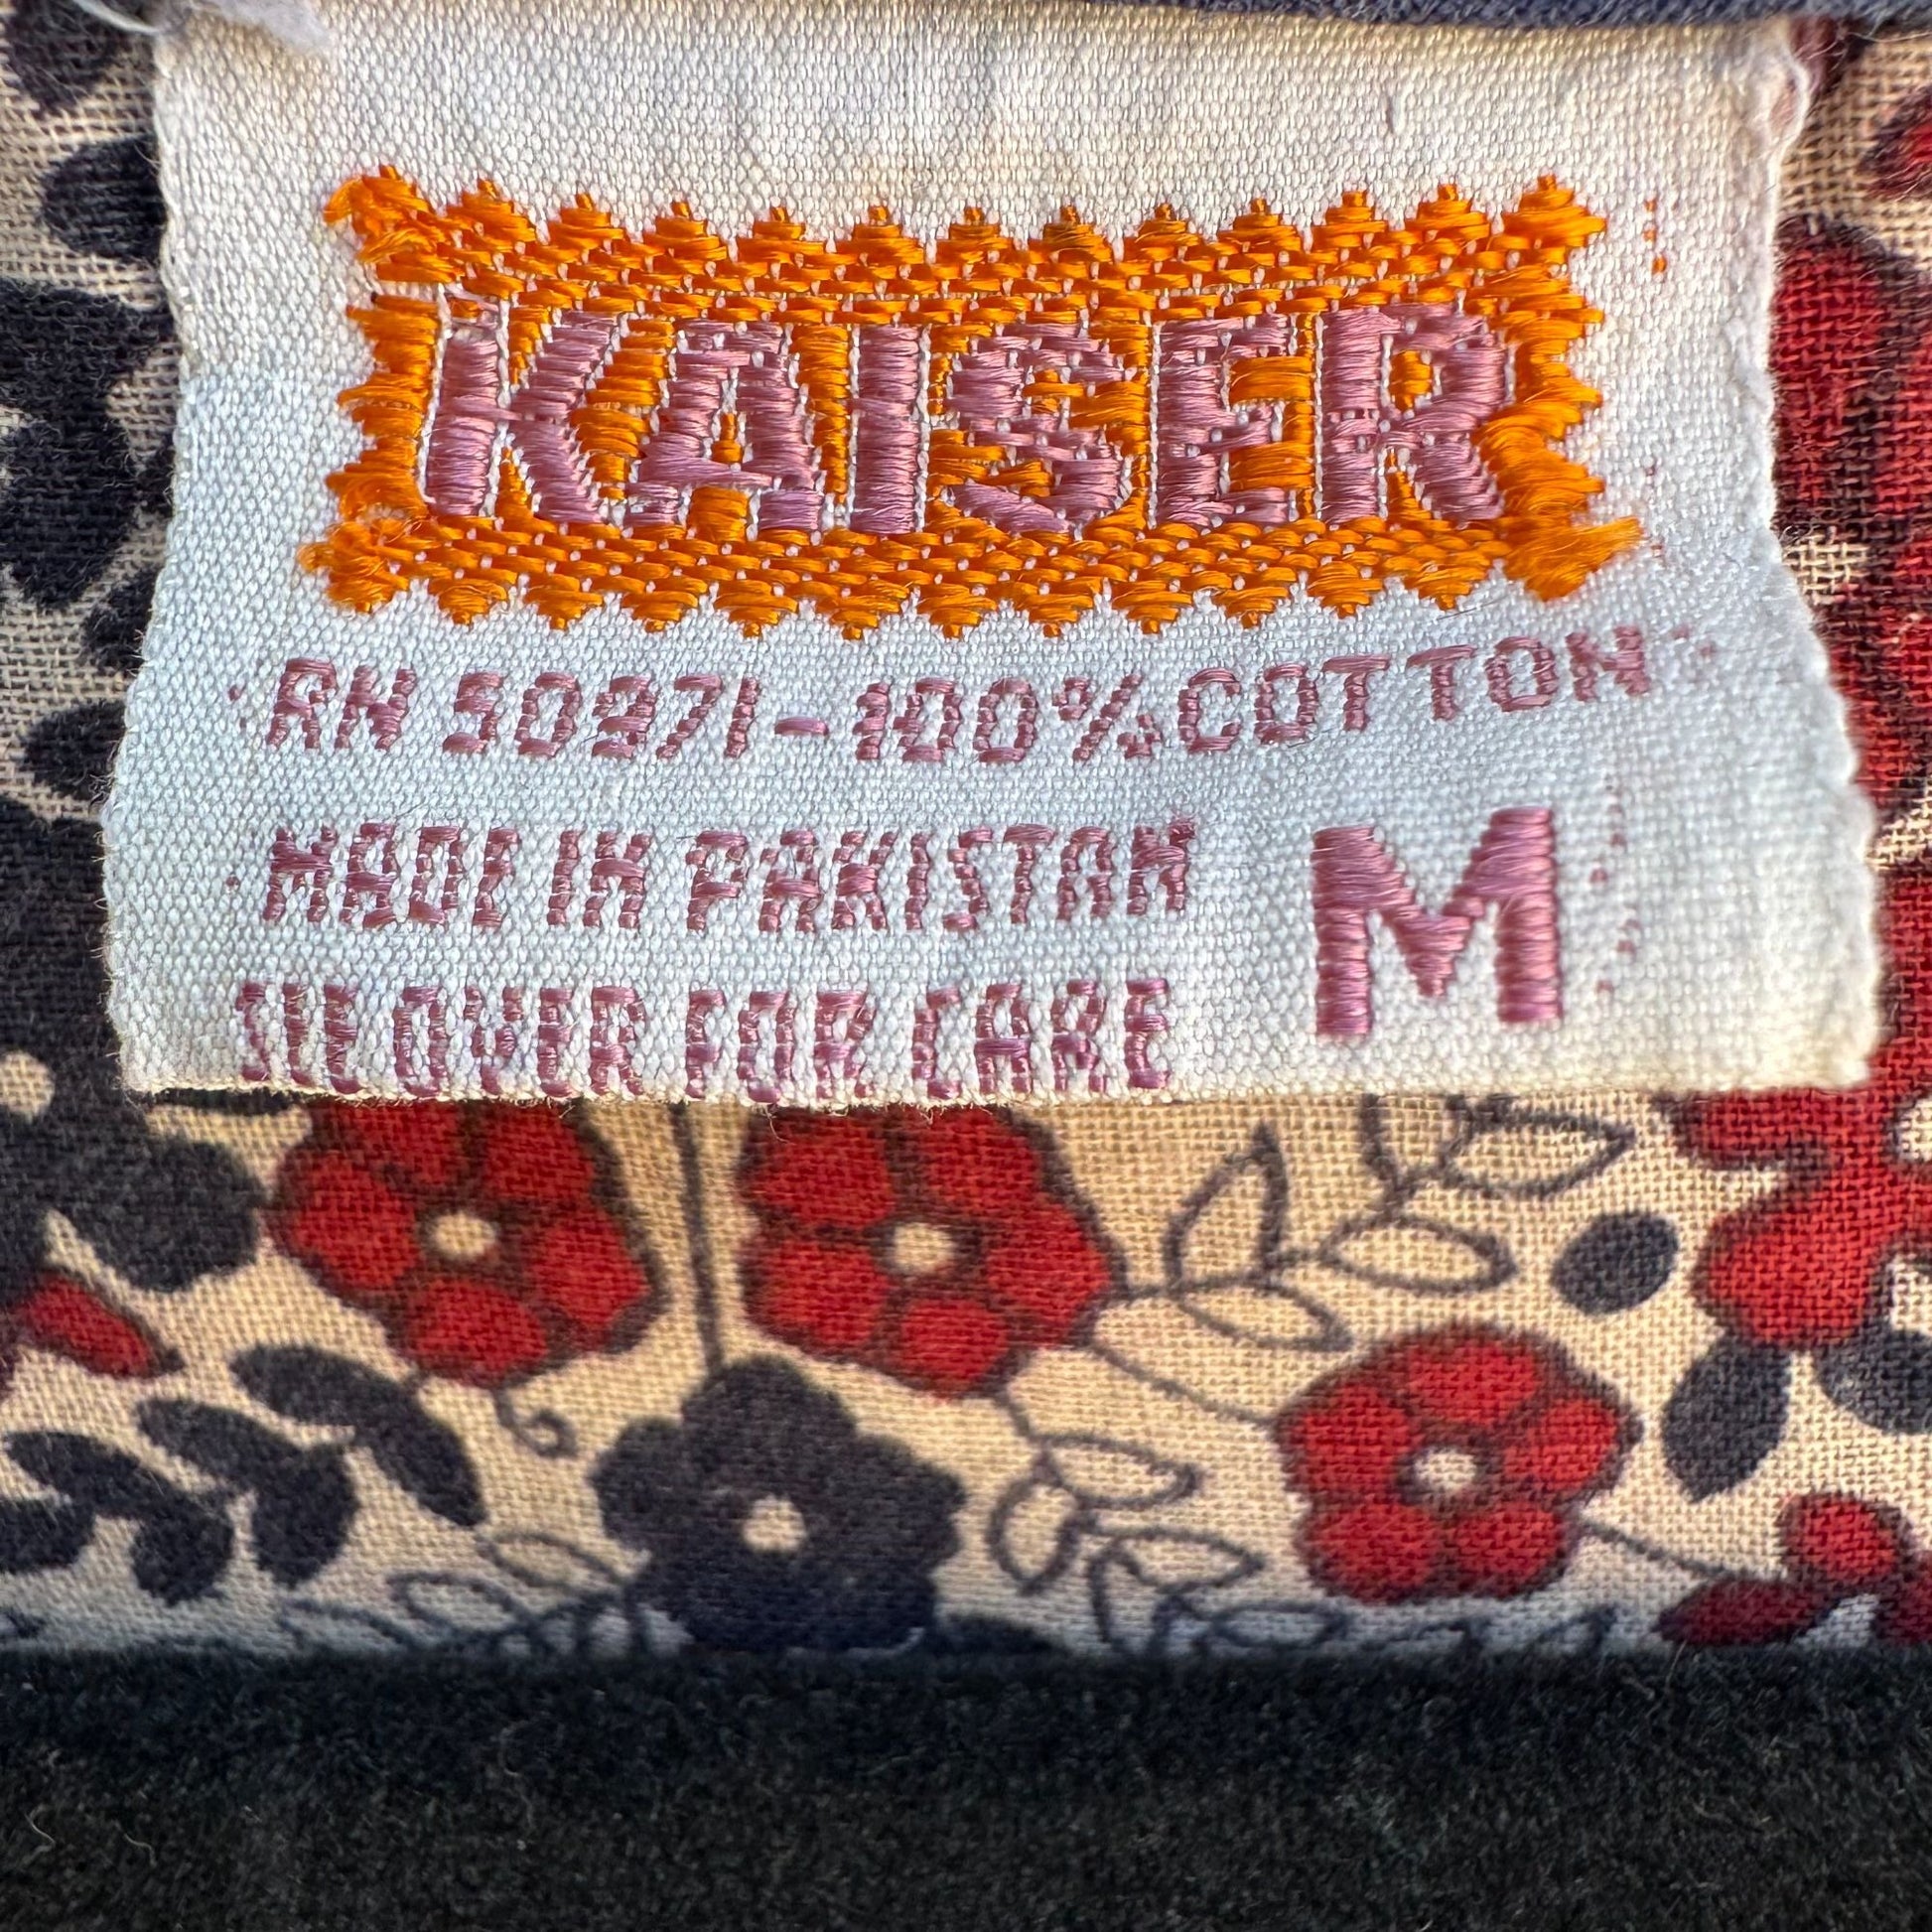 KAISER
RN 50971-100% COTTON
MADE IN PAKISTAN
M
SEE OVER FOR CARE